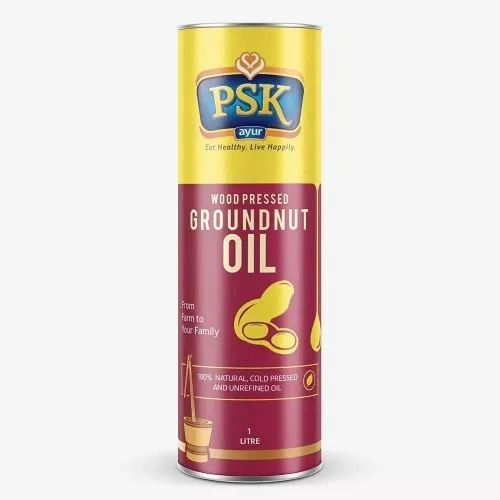 PSK
ayur
Eat Healthy. Live Happily.
WOOD PRESSED
GROUNDNUT
OIL
From
Farm to
Your Family
100% NATURAL, COLD PRESSED
AND UNREFINED OIL
1
LITRE